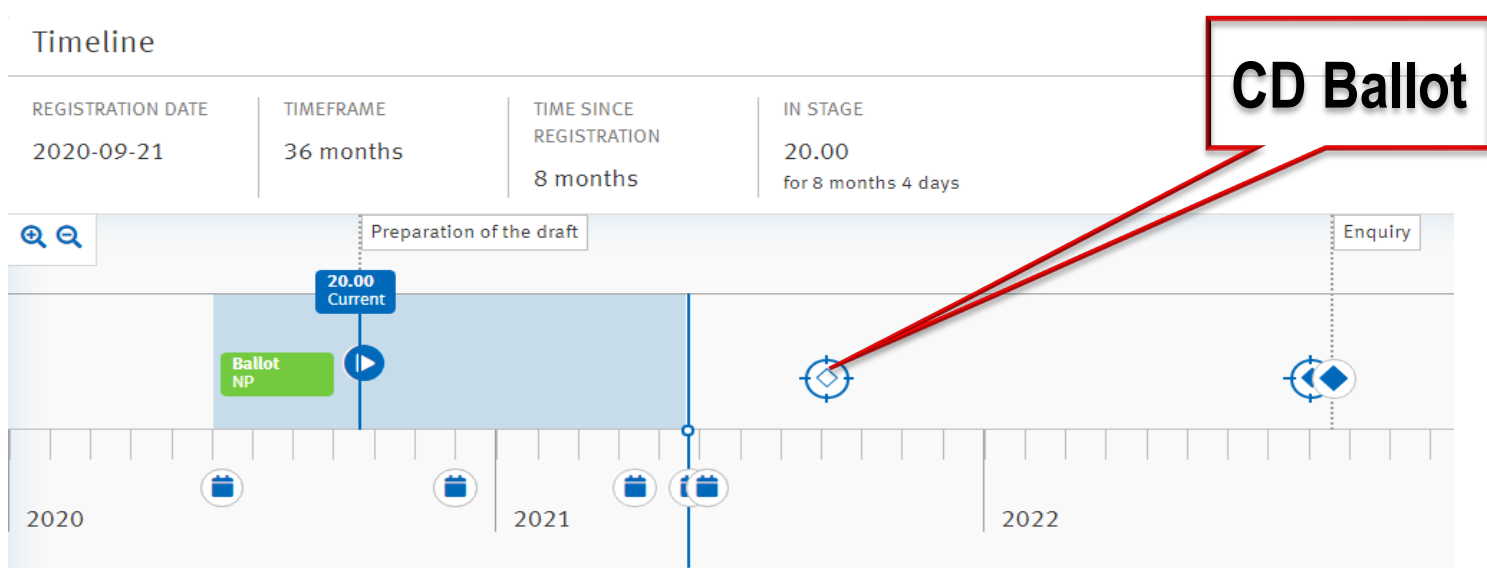 Timeline
CD Ballot
REGISTRATION DATE
2020-09-21
TIMEFRAME
36 months
TIME SINCE
REGISTRATION
8 months
IN STAGE
20.00
for 8 months 4 days
Preparation of the draft
Enquiry
20.00
Current
Ballot
NP
2020
2021
2022